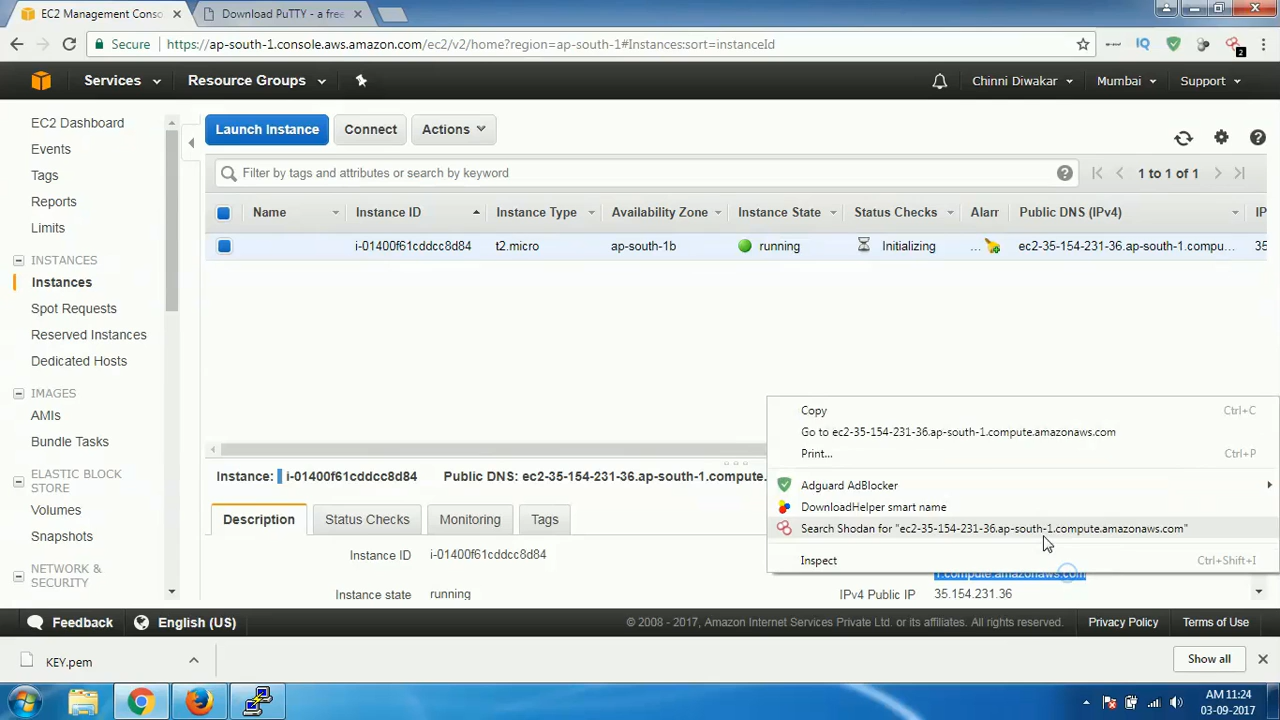 EC2 Management Conso
Download PuTTY - a free
Secure
https://ap-south-1.console.aws.amazon.com/ec2/v2/home?region=ap-south-1#Instances:sort=instanceId
IQ
2
Services
Resource Groups
Chinni Diwakar
Mumbai
Support
EC2 Dashboard
Events
Tags
Reports
Limits
INSTANCES
Instances
Spot Requests
Reserved Instances
Dedicated Hosts
IMAGES
AMIs
Bundle Tasks
ELASTIC BLOCK
STORE
Volumes
Snapshots
NETWORK &
SECURITY
Launch Instance
Connect
Actions
Filter by tags and attributes or search by keyword
1 to 1 of 1
Name
Instance ID
Instance Type
Availability Zone
Instance State
Status Checks
Alarr
Public DNS (IPv4)
IP
i-01400f61cddcc8d84
t2.micro
ap-south-1b
running
Initializing
...
ec2-35-154-231-36.ap-south-1.compu...
35
Copy Ctrl+C
Go to ec2-35-154-231-36.ap-south-1.compute.amazonaws.com
Print... Ctrl+P
Adguard AdBlocker
DownloadHelper smart name
Search Shodan for "ec2-35-154-231-36.ap-south-1.compute.amazonaws.com"
Inspect Ctrl+Shift+I
Instance: i-01400f61cddcc8d84 Public DNS: ec2-35-154-231-36.ap-south-1.compute.
Description
Status Checks
Monitoring
Tags
Instance ID i-01400f61cddcc8d84
1.compute.amazonaws.com
Instance state running
IPv4 Public IP 35.154.231.36
Feedback
English (US)
© 2008 - 2017, Amazon Internet Services Private Ltd. or its affiliates. All rights reserved.
Privacy Policy
Terms of Use
KEY.pem
Show all
AM 11:24
03-09-2017